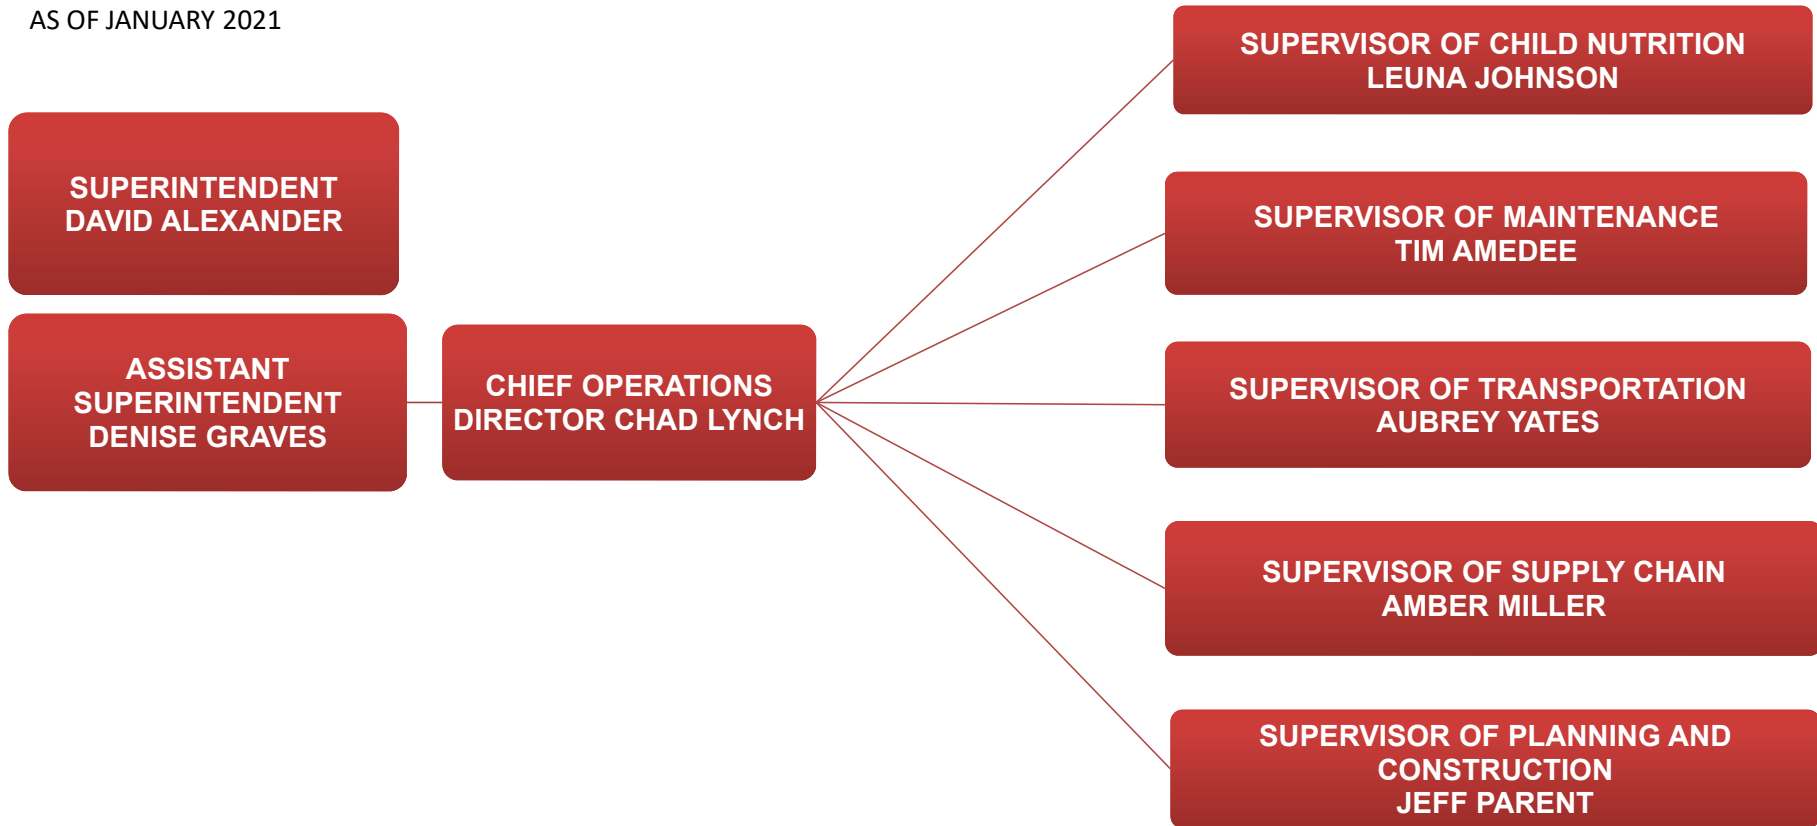 AS OF JANUARY 2021
SUPERINTENDENT
DAVID ALEXANDER
ASSISTANT
SUPERINTENDENT
DENISE GRAVES
CHIEF OPERATIONS
DIRECTOR CHAD LYNCH
SUPERVISOR OF CHILD NUTRITION
LEUNA JOHNSON
SUPERVISOR OF MAINTENANCE
TIM AMEDEE
SUPERVISOR OF TRANSPORTATION
AUBREY YATES
SUPERVISOR OF SUPPLY CHAIN
AMBER MILLER
SUPERVISOR OF PLANNING AND
CONSTRUCTION
JEFF PARENT